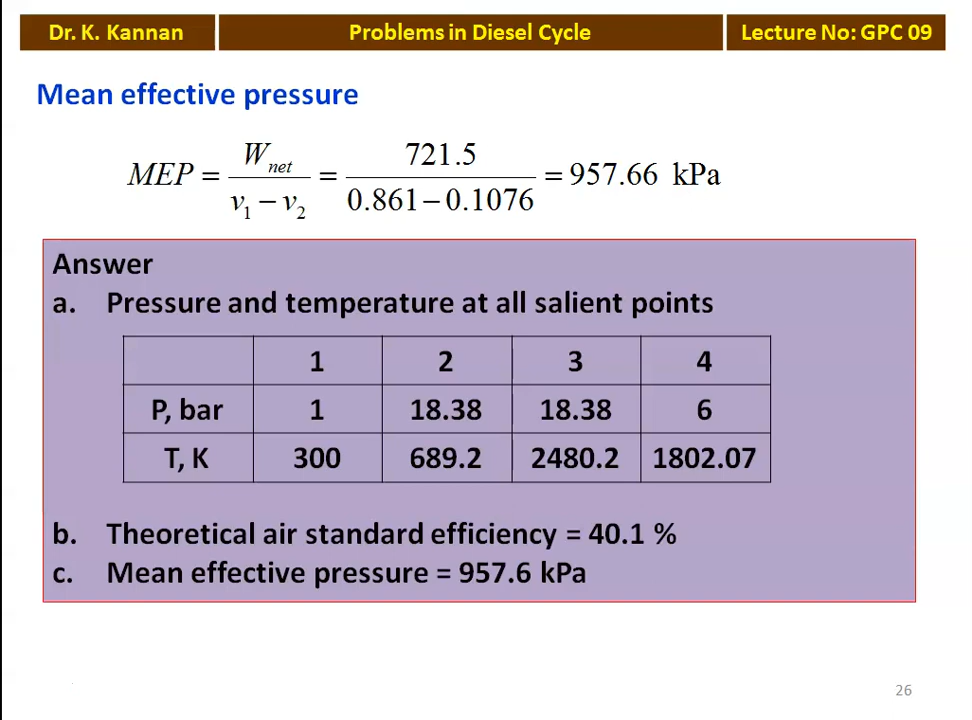 Dr. K. Kannan
Problems in Diesel Cycle
Lecture No: GPC 09
Mean effective pressure
MEP = W_net / (v_1 − v_2) = 721.5 / (0.861 − 0.1076) = 957.66 kPa
Answer
a. Pressure and temperature at all salient points
1 2 3 4
P, bar 1 18.38 18.38 6
T, K 300 689.2 2480.2 1802.07
b. Theoretical air standard efficiency = 40.1 %
c. Mean effective pressure = 957.6 kPa
26